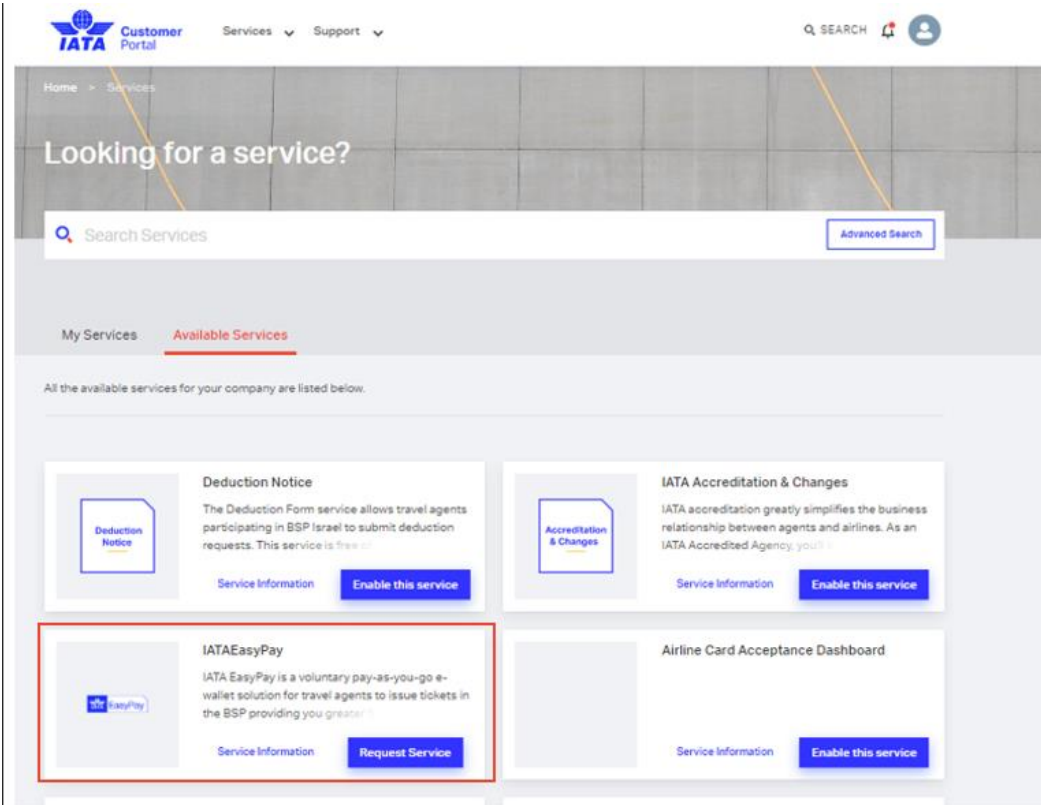 IATA
Customer
Portal
Services
Support
SEARCH
Home > Services
Looking for a service?
Search Services
Advanced Search
My Services
Available Services
All the available services for your company are listed below.
Deduction
Notice
Deduction Notice
The Deduction Form service allows travel agents
participating in BSP Israel to submit deduction
requests. This service is free
Service Information
Enable this service
Accreditation
& Changes
IATA Accreditation & Changes
IATA accreditation greatly simplifies the business
relationship between agents and airlines. As an
IATA Accredited Agency, you'll
Service Information
Enable this service
EasyPay
IATAEasyPay
IATA EasyPay is a voluntary pay-as-you-go e-
wallet solution for travel agents to issue tickets in
the BSP providing you greater
Service Information
Request Service
Airline Card Acceptance Dashboard
Service Information
Enable this service